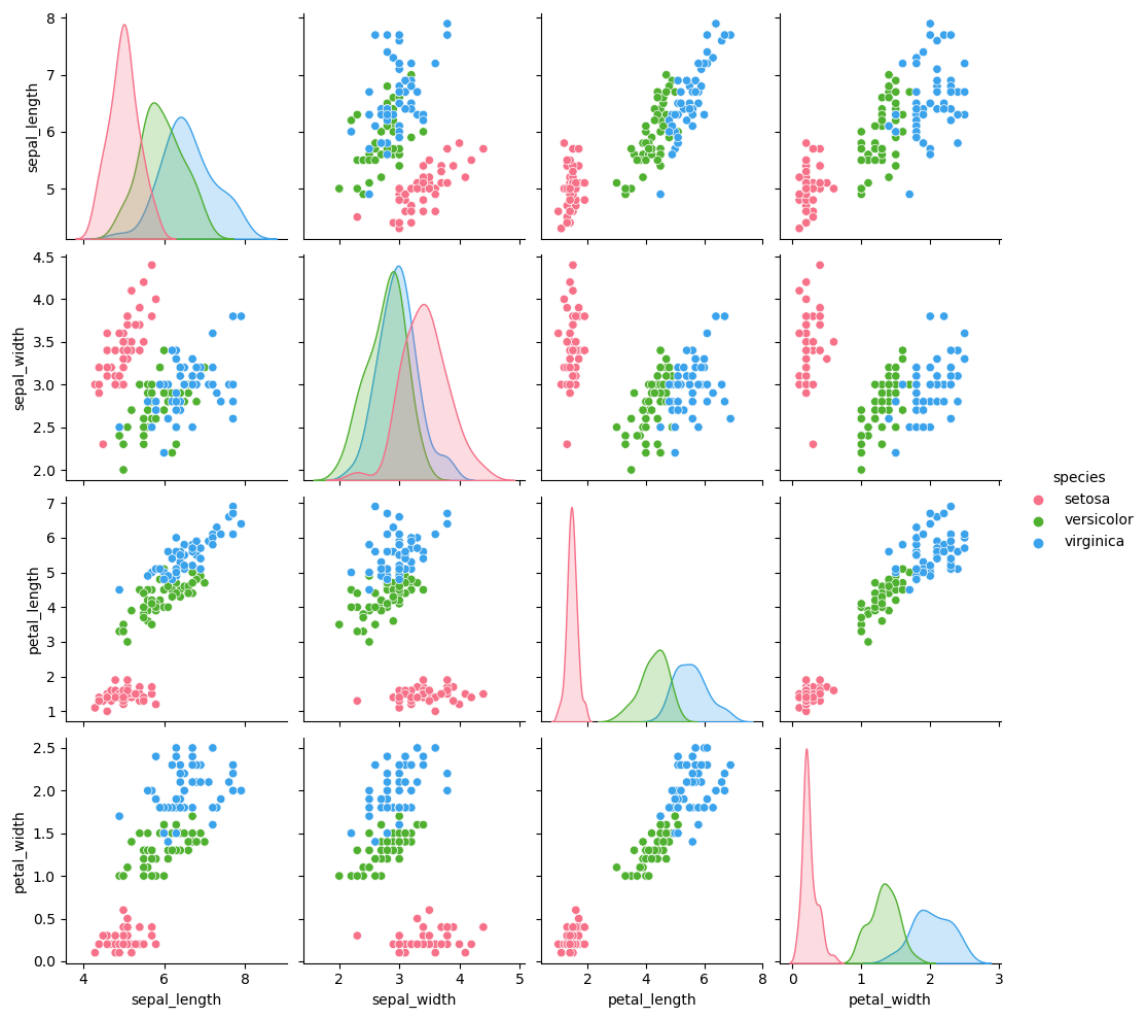 8
7
6
5
sepal_length
4.5
4.0
3.5
3.0
2.5
2.0
sepal_width
species
setosa
versicolor
virginica
7
6
5
4
3
2
1
petal_length
2.5
2.0
1.5
1.0
0.5
0.0
petal_width
4 6 8
sepal_length
2 3 4 5
sepal_width
2 4 6 8
petal_length
0 1 2 3
petal_width